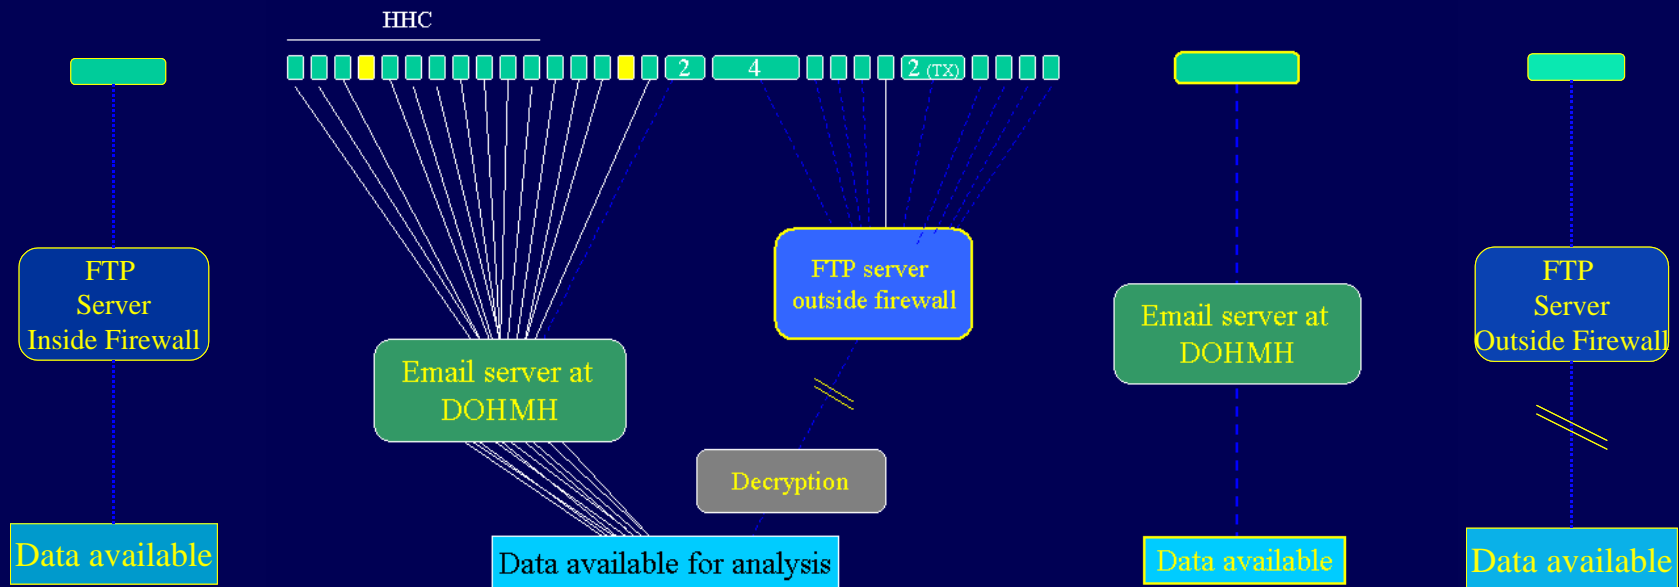 HHC
2 4 2 (TX)
FTP
Server
Inside Firewall
Data available
Email server at
DOHMH
FTP server
outside firewall
Decryption
Data available for analysis
Email server at
DOHMH
Data available
FTP
Server
Outside Firewall
Data available